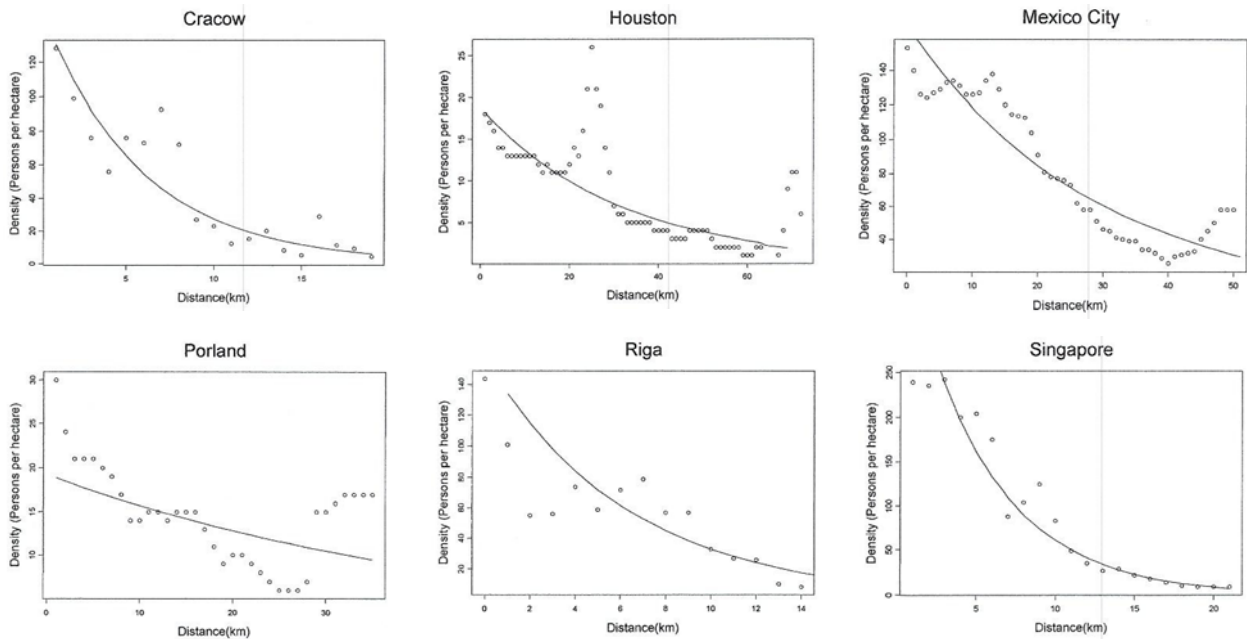 Cracow
Houston
Mexico City
Density (Persons per hectare)
0 20 40 60 80 100 120
5 10 15
Distance(km)
Density (Persons per hectare)
5 10 15 20 25
0 20 40 60
Distance(km)
Density (Persons per hectare)
40 60 80 100 120 140
0 10 20 30 40 50
Distance(km)
Porland
Riga
Singapore
Density (Persons per hectare)
10 15 20 25 30
0 10 20 30
Distance(km)
Density (Persons per hectare)
20 40 60 80 100 120 140
0 2 4 6 8 10 12 14
Distance(km)
Density (Persons per hectare)
0 50 100 150 200 250
5 10 15 20
Distance(km)